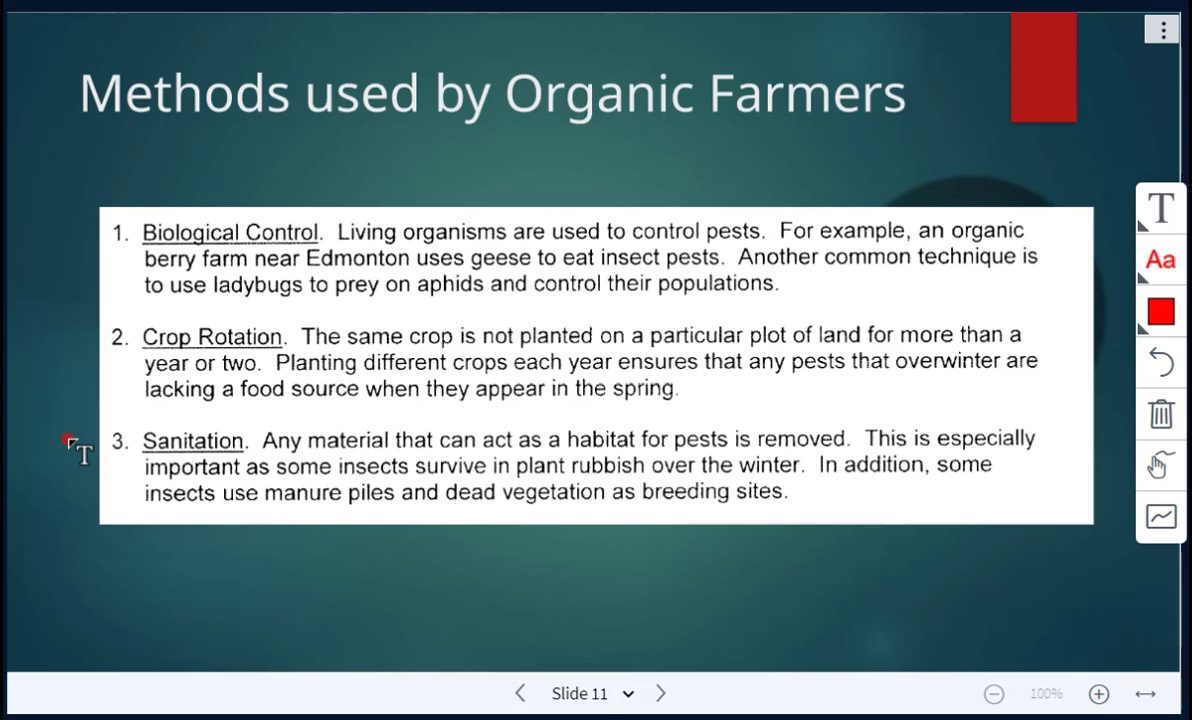 Methods used by Organic Farmers
1. Biological Control. Living organisms are used to control pests. For example, an organic
berry farm near Edmonton uses geese to eat insect pests. Another common technique is
to use ladybugs to prey on aphids and control their populations.
2. Crop Rotation. The same crop is not planted on a particular plot of land for more than a
year or two. Planting different crops each year ensures that any pests that overwinter are
lacking a food source when they appear in the spring.
3. Sanitation. Any material that can act as a habitat for pests is removed. This is especially
important as some insects survive in plant rubbish over the winter. In addition, some
insects use manure piles and dead vegetation as breeding sites.
T
Aa
T
Slide 11
100%